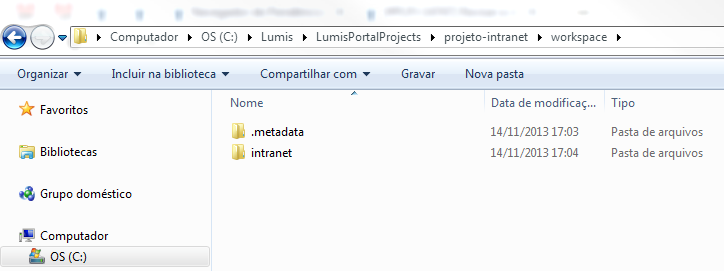 Computador OS (C:) Lumis LumisPortalProjects projeto-intranet workspace
Organizar Incluir na biblioteca Compartilhar com Gravar Nova pasta
Favoritos
Bibliotecas
Grupo doméstico
Computador
OS (C:)
Nome Data de modificaç... Tipo
.metadata 14/11/2013 17:03 Pasta de arquivos
intranet 14/11/2013 17:04 Pasta de arquivos